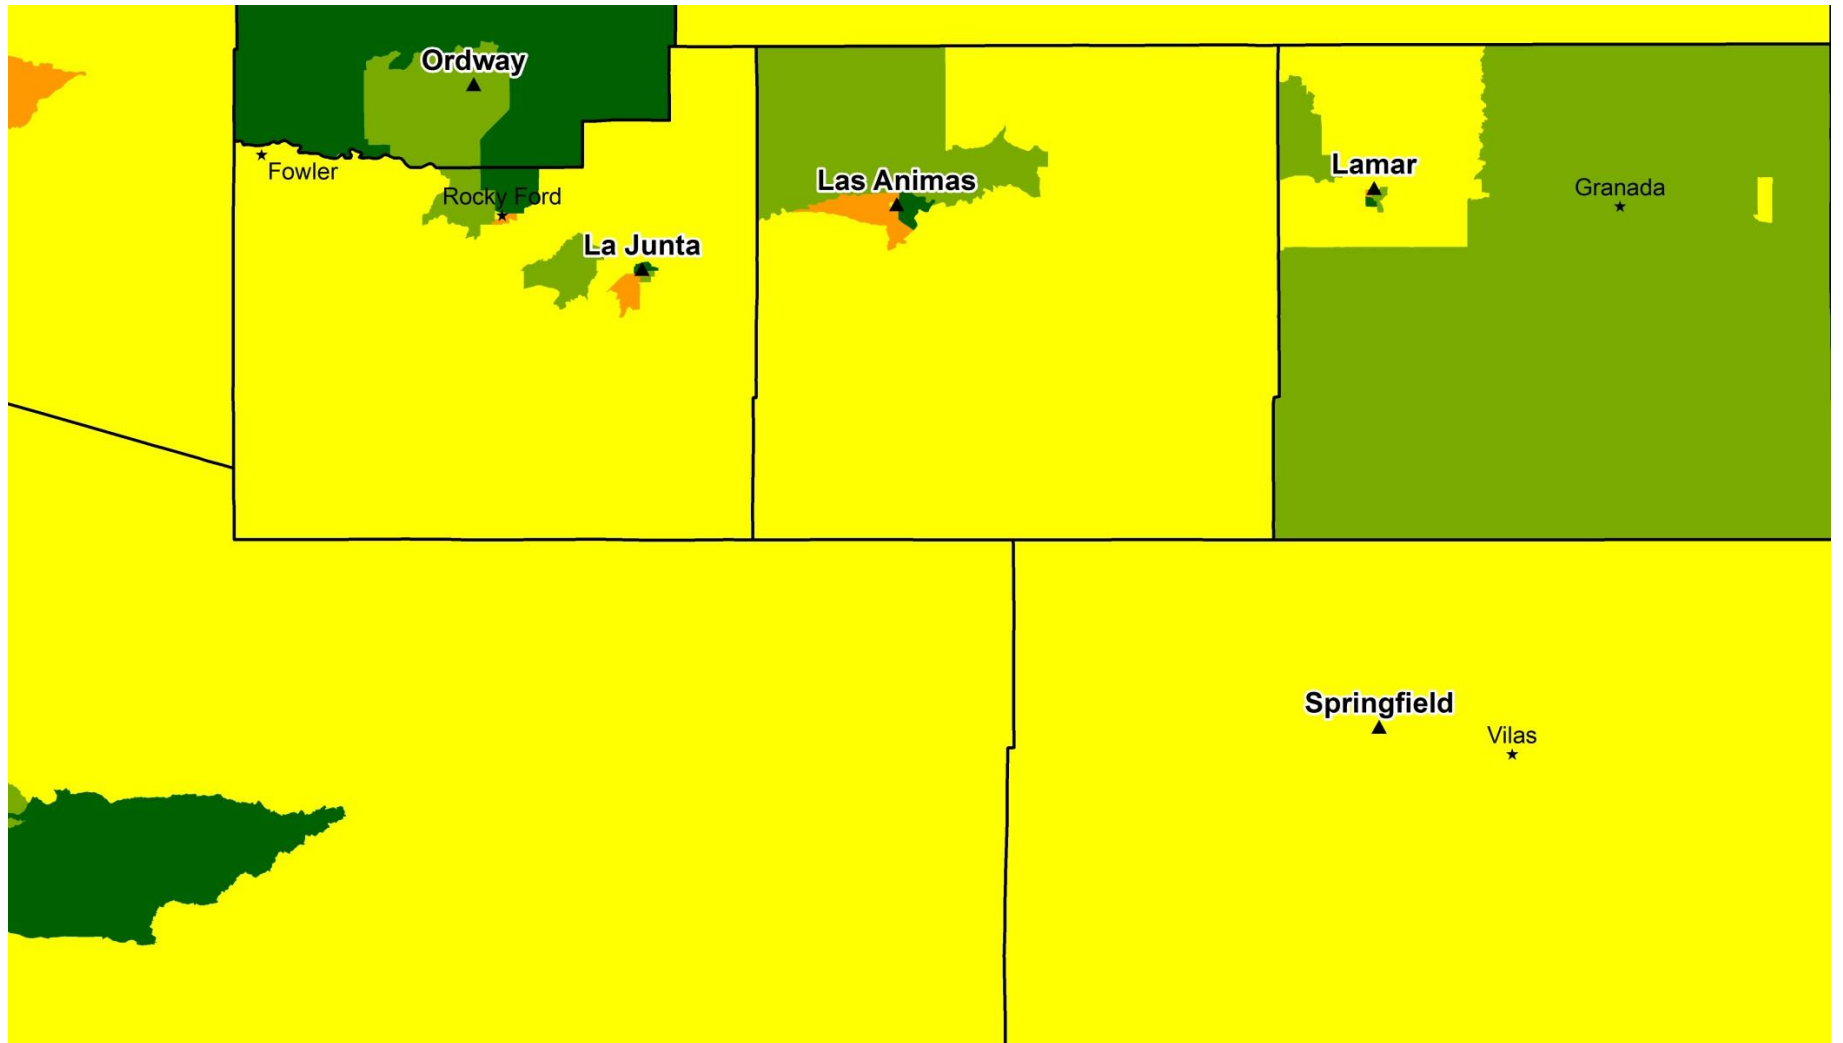 Ordway
Fowler
Rocky Ford
Las Animas
Lamar
Granada
La Junta
Springfield
Vilas